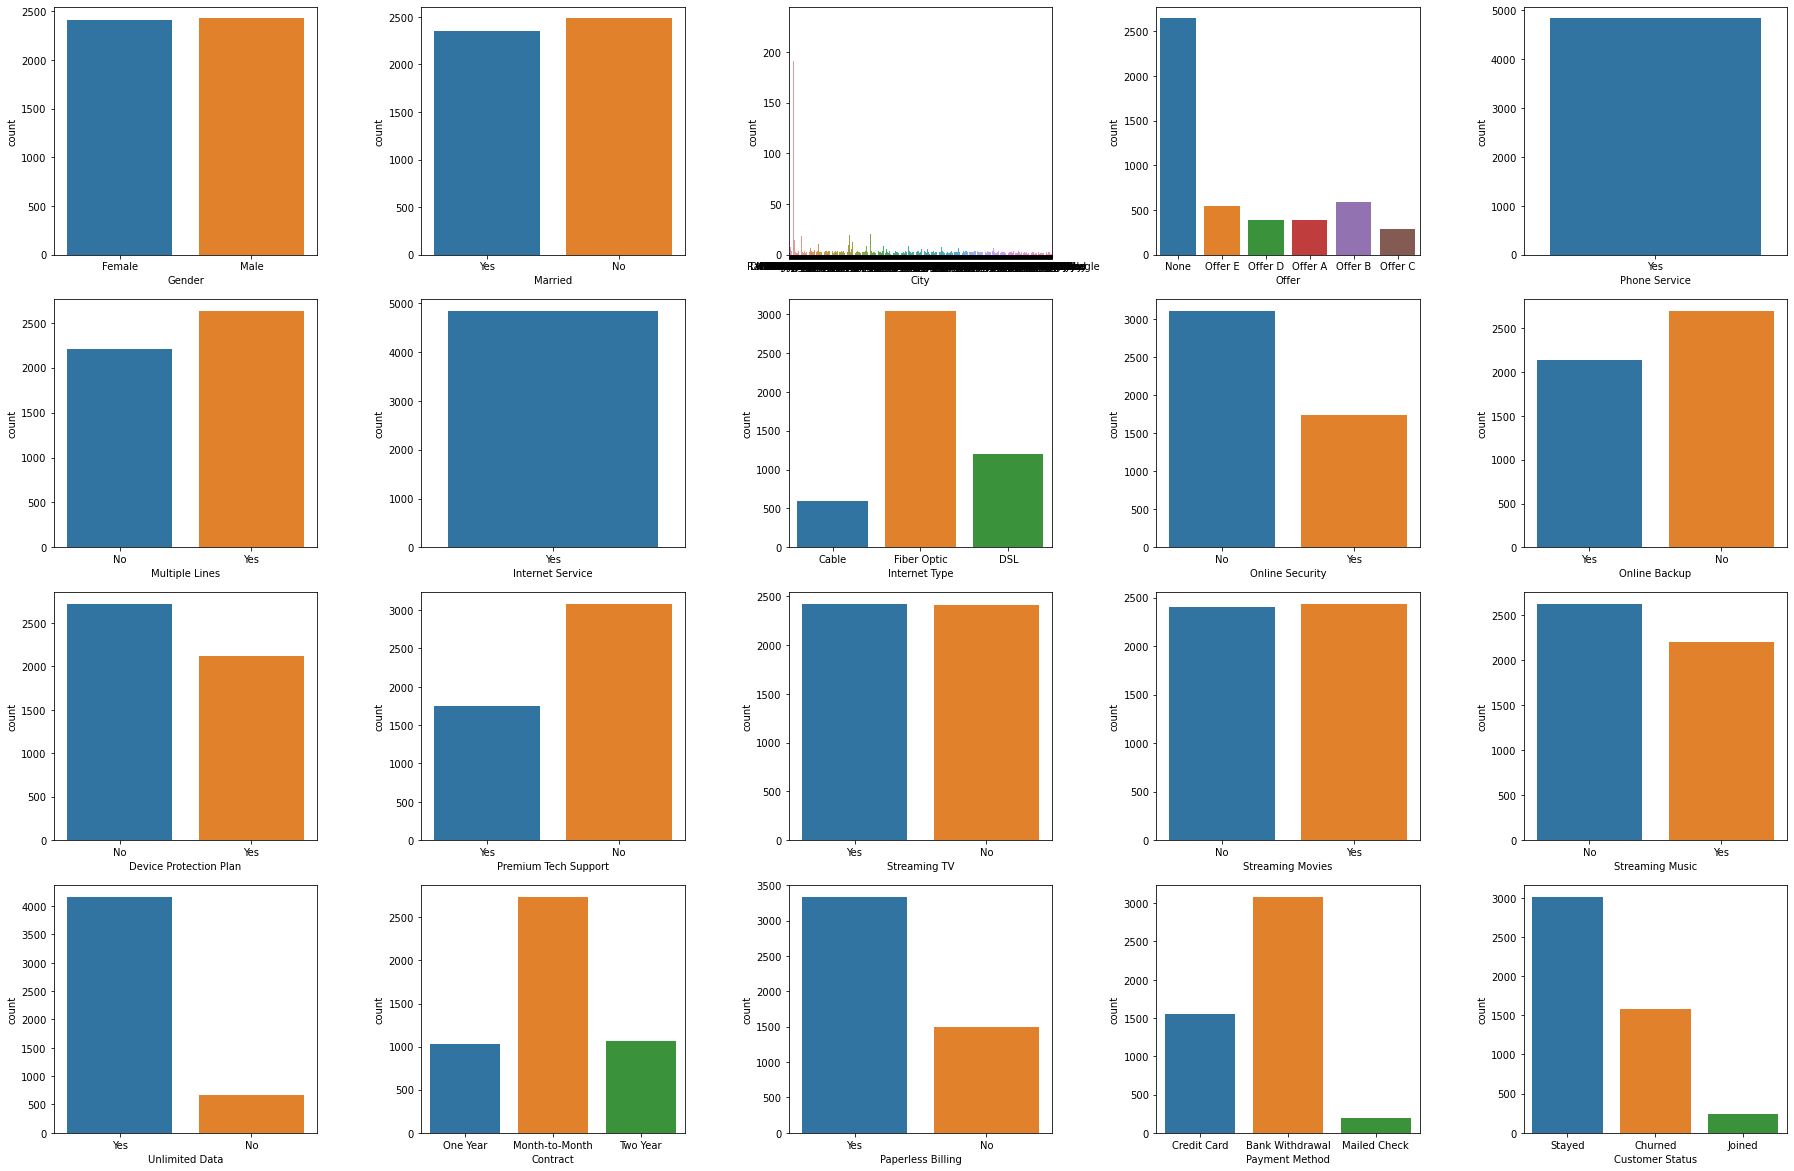 2500
2000
1500
1000
500
0
count
Female Male
Gender
2500
2000
1500
1000
500
0
count
Yes No
Married
200
150
100
50
0
count
City
2500
2000
1500
1000
500
0
count
None Offer E Offer D Offer A Offer B Offer C
Offer
5000
4000
3000
2000
1000
0
count
Yes
Phone Service
2500
2000
1500
1000
500
0
count
No Yes
Multiple Lines
5000
4000
3000
2000
1000
0
count
Yes
Internet Service
3000
2500
2000
1500
1000
500
0
count
Cable Fiber Optic DSL
Internet Type
3000
2500
2000
1500
1000
500
0
count
No Yes
Online Security
2500
2000
1500
1000
500
0
count
Yes No
Online Backup
2500
2000
1500
1000
500
0
count
No Yes
Device Protection Plan
3000
2500
2000
1500
1000
500
0
count
Yes No
Premium Tech Support
2500
2000
1500
1000
500
0
count
Yes No
Streaming TV
2500
2000
1500
1000
500
0
count
No Yes
Streaming Movies
2500
2000
1500
1000
500
0
count
No Yes
Streaming Music
4000
3500
3000
2500
2000
1500
1000
500
0
count
Yes No
Unlimited Data
2500
2000
1500
1000
500
0
count
One Year Month-to-Month Two Year
Contract
3500
3000
2500
2000
1500
1000
500
0
count
Yes No
Paperless Billing
3000
2500
2000
1500
1000
500
0
count
Credit Card Bank Withdrawal Mailed Check
Payment Method
3000
2500
2000
1500
1000
500
0
count
Stayed Churned Joined
Customer Status